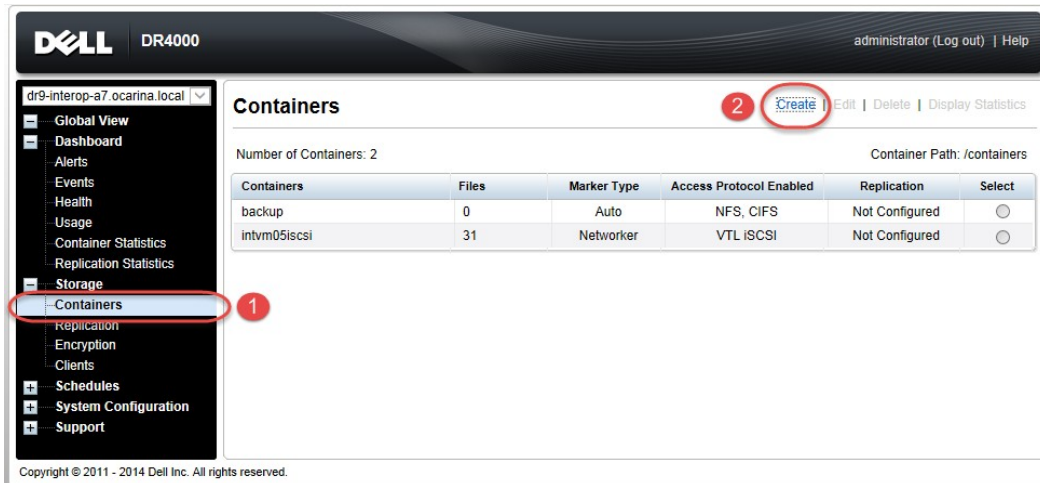 DELL DR4000 administrator (Log out) | Help
dr9-interop-a7.ocarina.local
Global View
Dashboard
Alerts
Events
Health
Usage
Container Statistics
Replication Statistics
Storage
Containers
Replication
Encryption
Clients
Schedules
System Configuration
Support
1
Containers
2 Create | Edit | Delete | Display Statistics
Number of Containers: 2 Container Path: /containers
Containers Files Marker Type Access Protocol Enabled Replication Select
backup 0 Auto NFS, CIFS Not Configured
intvm05iscsi 31 Networker VTL iSCSI Not Configured
Copyright © 2011 - 2014 Dell Inc. All rights reserved.